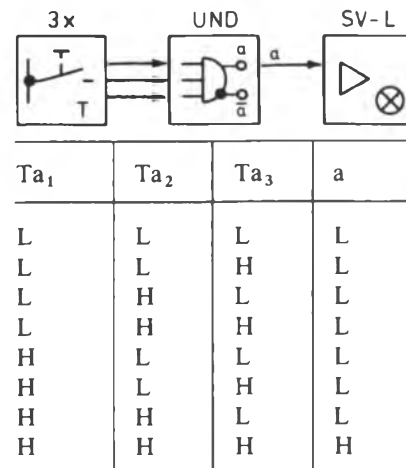 3x UND SV-L
T a a
ā
Ta₁ Ta₂ Ta₃ a
L L L L
L L H L
L H L L
L H H L
H L L L
H L H L
H H L L
H H H H